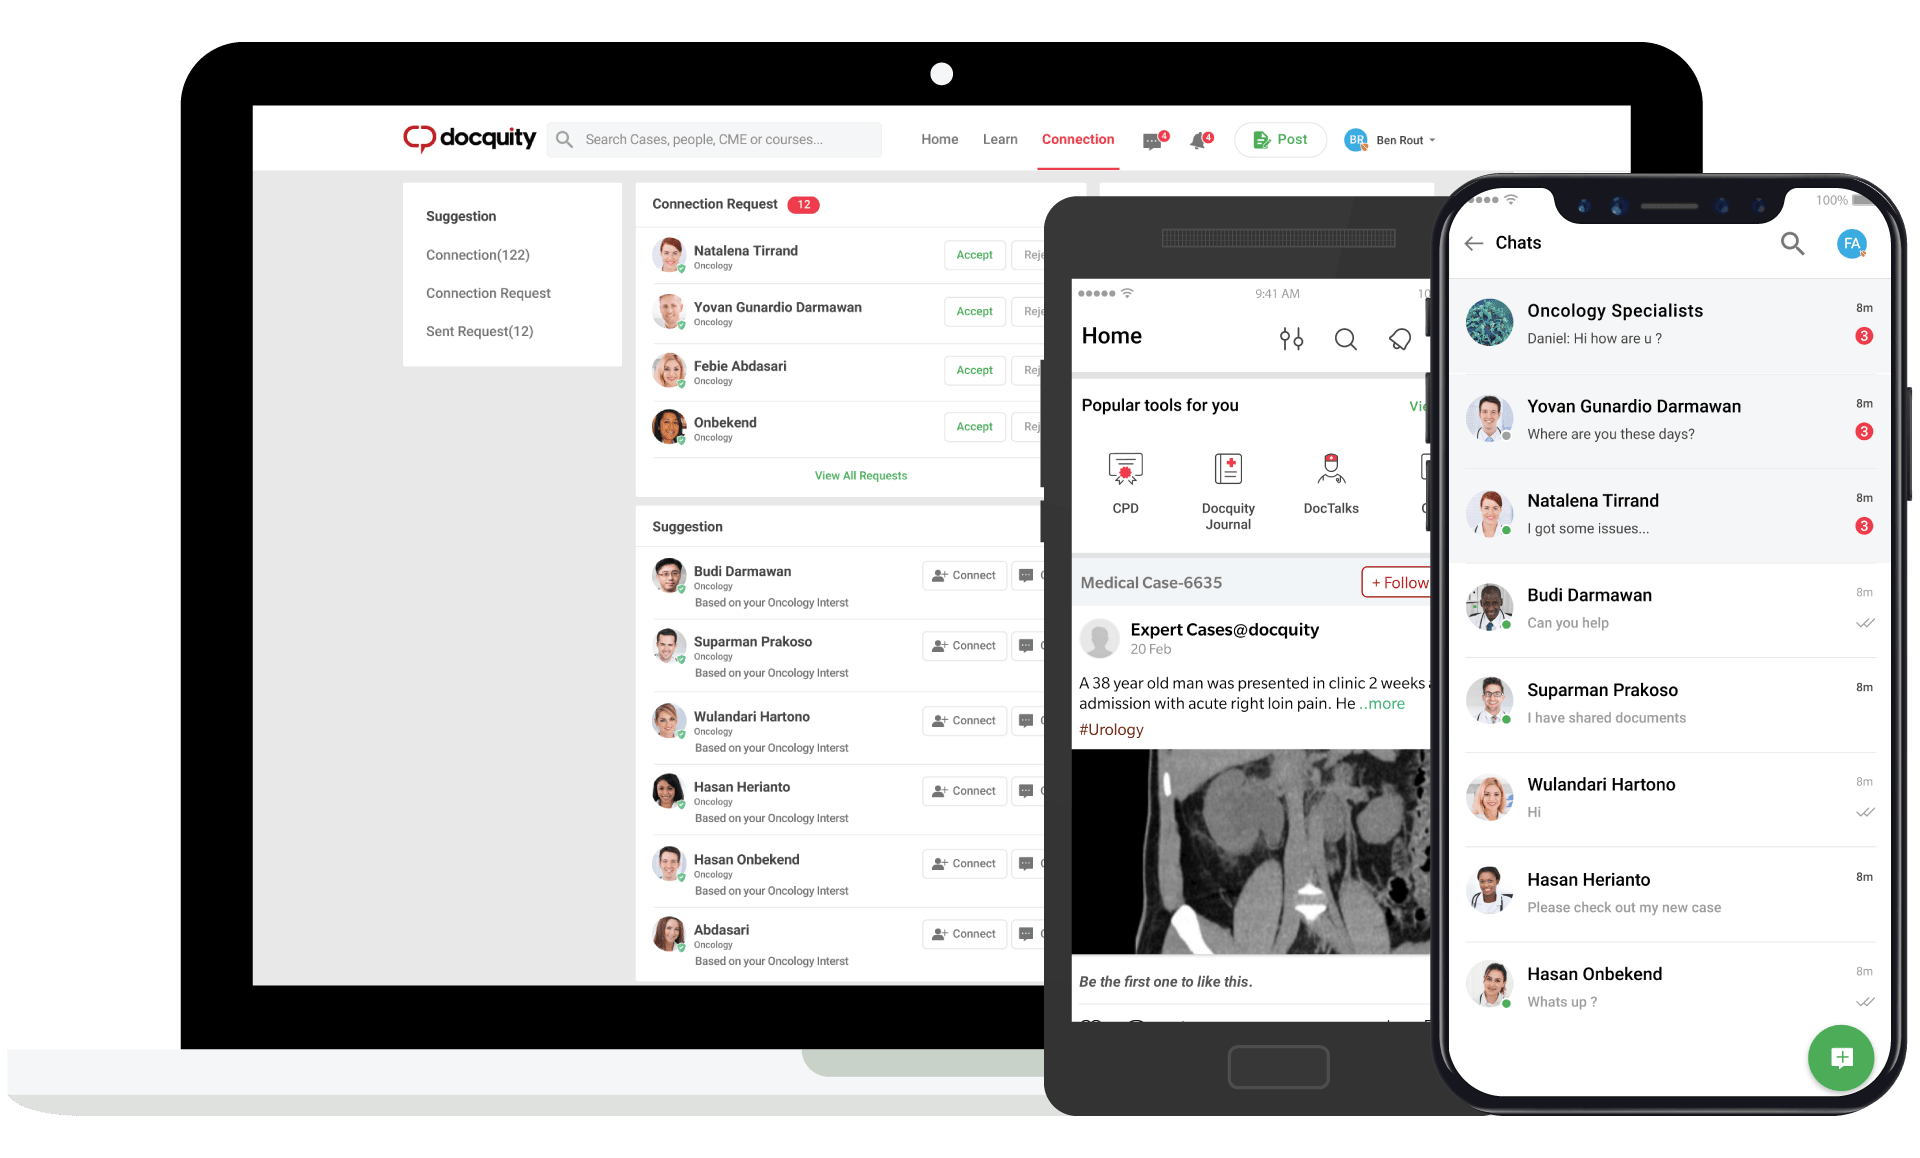 docquity
Search Cases, people, CME or courses...
Home
Learn
Connection
4
4
Post
BR
Ben Rout
Suggestion
Connection(122)
Connection Request
Sent Request(12)
Connection Request 12
Natalena Tirrand
Oncology
Accept
Yovan Gunardio Darmawan
Oncology
Accept
Febie Abdasari
Oncology
Accept
Onbekend
Oncology
Accept
View All Requests
Suggestion
Budi Darmawan
Oncology
Based on your Oncology Interst
Connect
Suparman Prakoso
Oncology
Based on your Oncology Interst
Connect
Wulandari Hartono
Oncology
Based on your Oncology Interst
Connect
Hasan Herianto
Oncology
Based on your Oncology Interst
Connect
Hasan Onbekend
Oncology
Based on your Oncology Interst
Connect
Abdasari
Oncology
Based on your Oncology Interst
Connect
9:41 AM
Home
Popular tools for you
CPD
Docquity
Journal
DocTalks
Medical Case-6635
+ Follow
Expert Cases@docquity
20 Feb
A 38 year old man was presented in clinic 2 weeks
admission with acute right loin pain. He ..more
#Urology
Be the first one to like this.
100%
Chats
FA
Oncology Specialists
8m
Daniel: Hi how are u ?
3
Yovan Gunardio Darmawan
8m
Where are you these days?
3
Natalena Tirrand
8m
I got some issues...
3
Budi Darmawan
8m
Can you help
Suparman Prakoso
8m
I have shared documents
Wulandari Hartono
8m
Hi
Hasan Herianto
8m
Please check out my new case
Hasan Onbekend
8m
Whats up ?